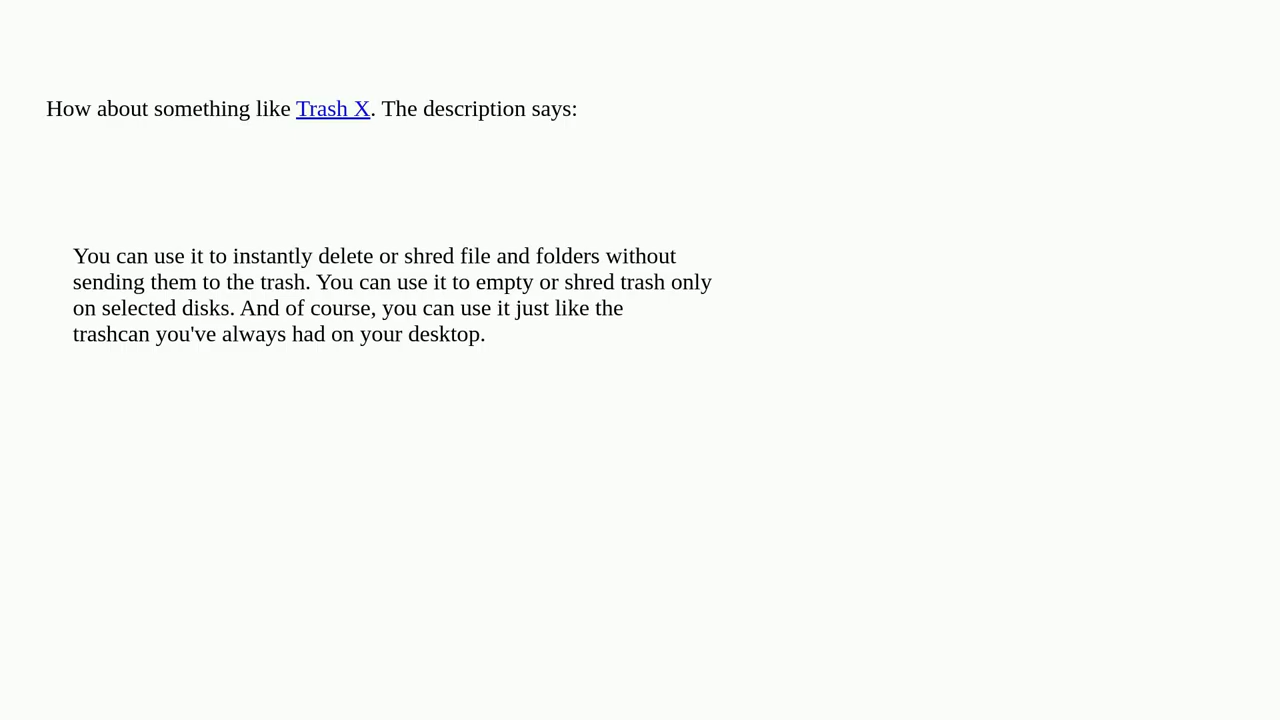 How about something like Trash X. The description says:
You can use it to instantly delete or shred file and folders without
sending them to the trash. You can use it to empty or shred trash only
on selected disks. And of course, you can use it just like the
trashcan you've always had on your desktop.